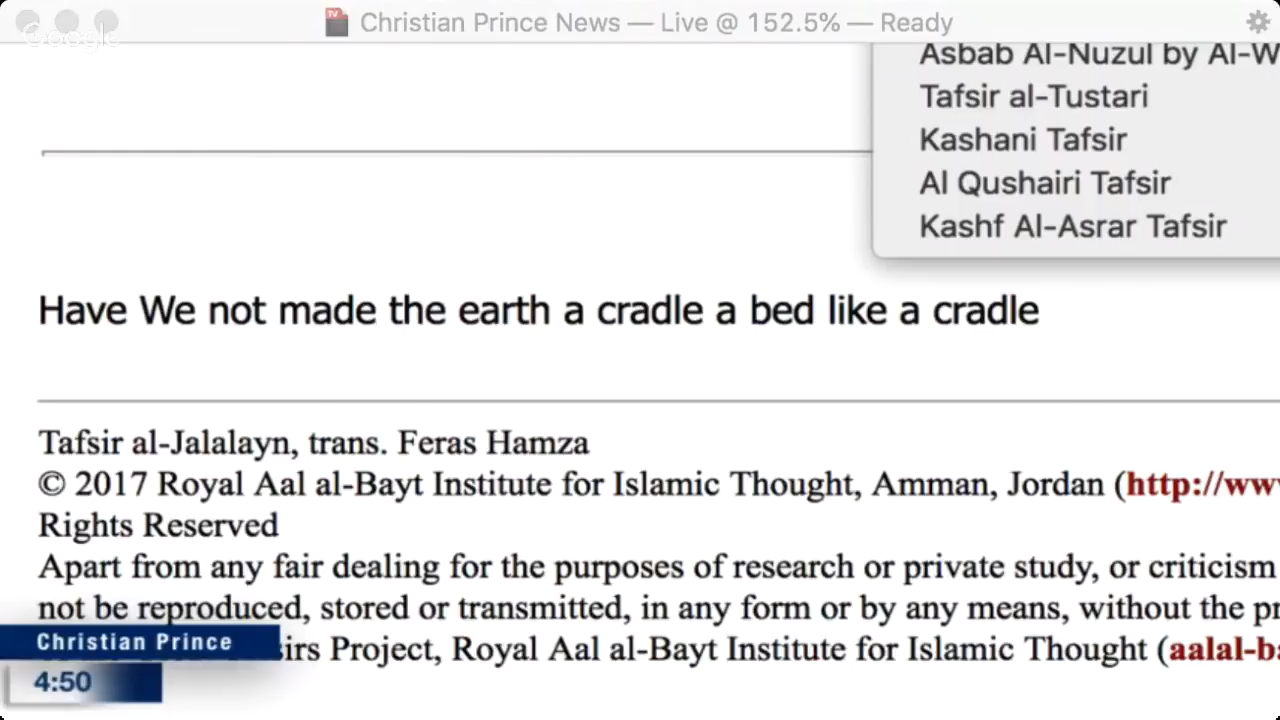 Christian Prince News — Live @ 152.5% — Ready
Google
Asbab Al-Nuzul by Al-W
Tafsir al-Tustari
Kashani Tafsir
Al Qushairi Tafsir
Kashf Al-Asrar Tafsir
Have We not made the earth a cradle a bed like a cradle
Tafsir al-Jalalayn, trans. Feras Hamza
© 2017 Royal Aal al-Bayt Institute for Islamic Thought, Amman, Jordan (http://www
Rights Reserved
Apart from any fair dealing for the purposes of research or private study, or criticism
not be reproduced, stored or transmitted, in any form or by any means, without the pr
irs Project, Royal Aal al-Bayt Institute for Islamic Thought (aalal-ba
Christian Prince
4:50